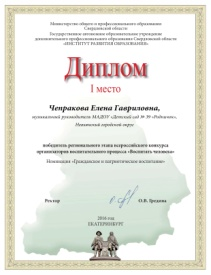 Министерство общего и профессионального образования
Свердловской области
Государственное автономное образовательное учреждение
дополнительного профессионального образования Свердловской области
«ИНСТИТУТ РАЗВИТИЯ ОБРАЗОВАНИЯ»
Диплом
I место
Чепракова Елена Гавриловна,
музыкальный руководитель МАДОУ «Детский сад № 39 «Родничок»,
Невьянский городской округ
победитель регионального этапа всероссийского конкурса
организаторов воспитательного процесса «Воспитать человека»
Номинация «Гражданское и патриотическое воспитание»
Ректор О.В. Гредина
2016 год
ЕКАТЕРИНБУРГ